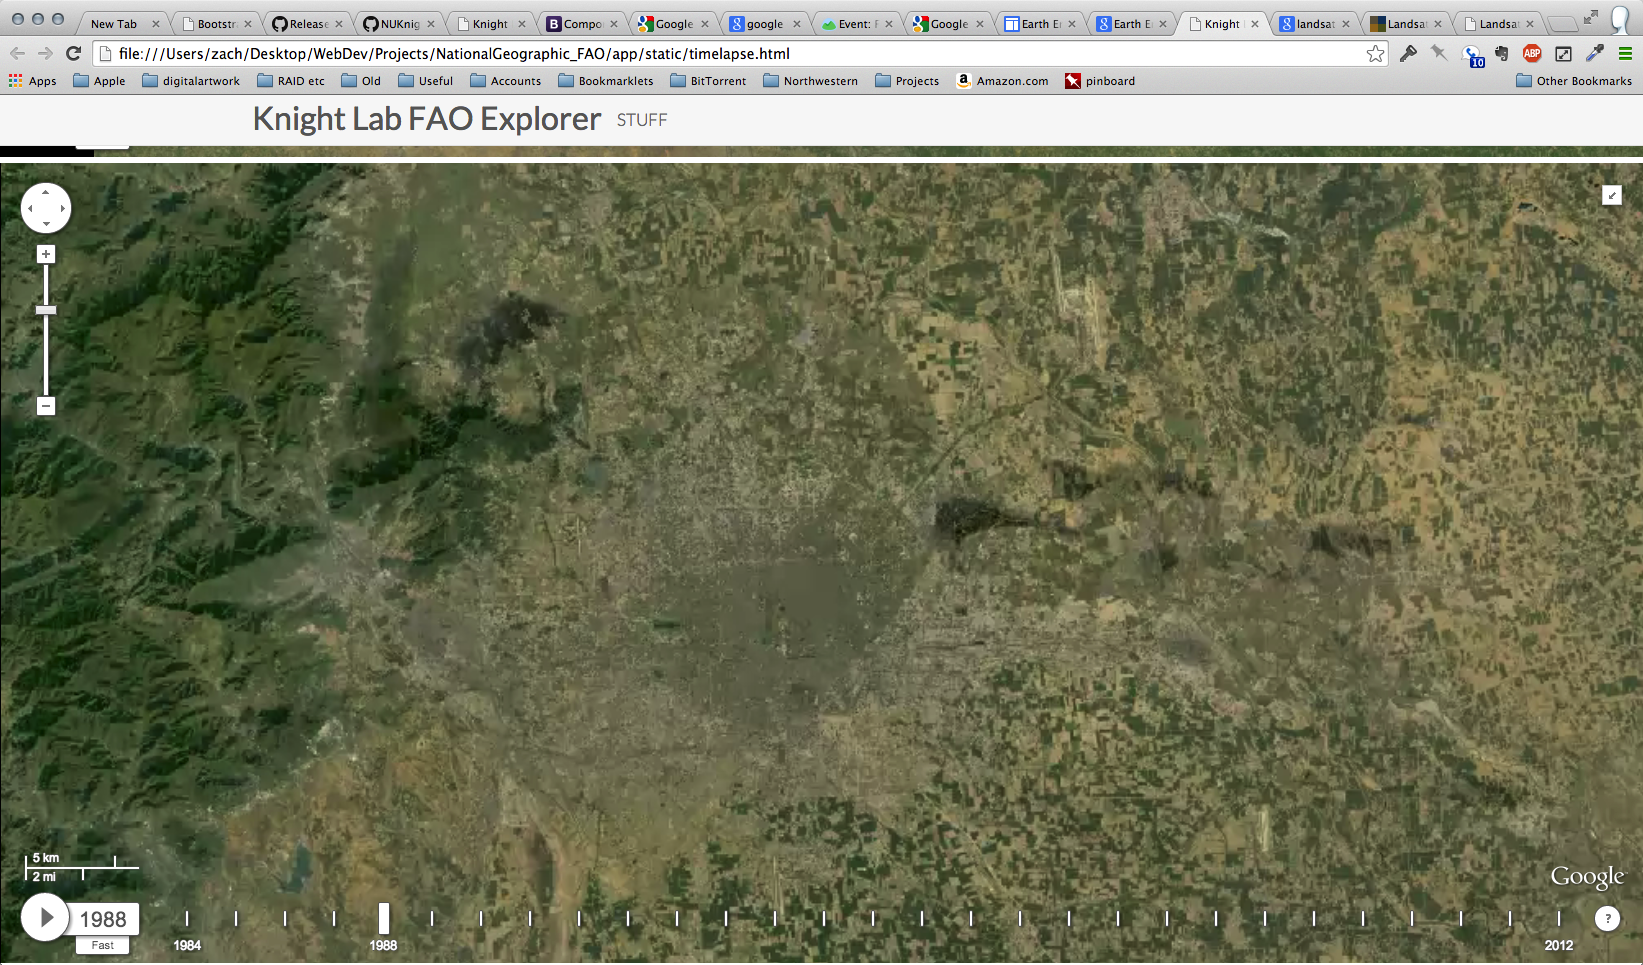 New Tab
Bootstr
Release
NUKnig
Knight
Compo
Google
google
Event: F
Google
Earth En
Earth E
Knight
landsat
Landsat
Landsat
file:///Users/zach/Desktop/WebDev/Projects/NationalGeographic_FAO/app/static/timelapse.html
10
ABP
Apps
Apple
digitalartwork
RAID etc
Old
Useful
Accounts
Bookmarklets
BitTorrent
Northwestern
Projects
Amazon.com
pinboard
Other Bookmarks
Knight Lab FAO Explorer STUFF
+
−
5 km
2 mi
Google
1988
Fast
1984
1988
2012
?